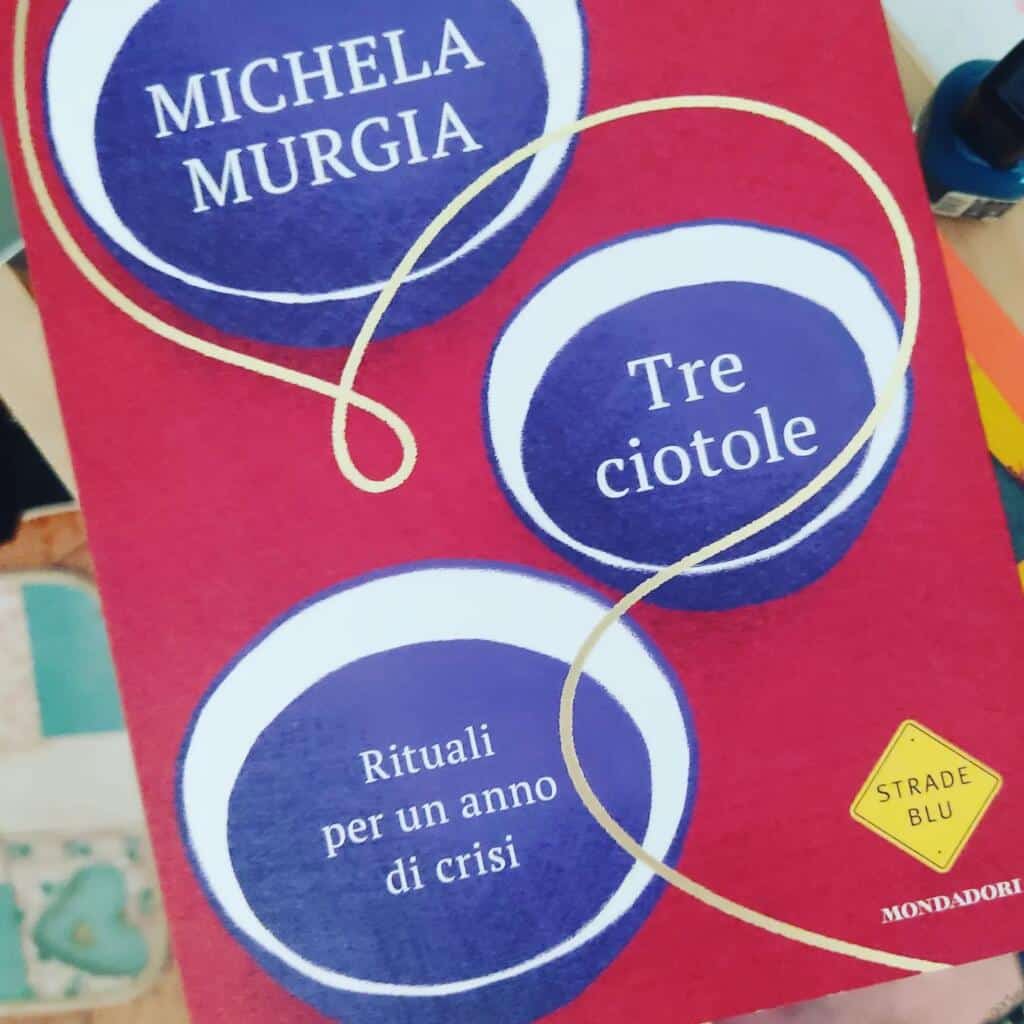 MICHELA
MURGIA
Tre
ciotole
Rituali
per un anno
di crisi
STRADE
BLU
MONDADORI